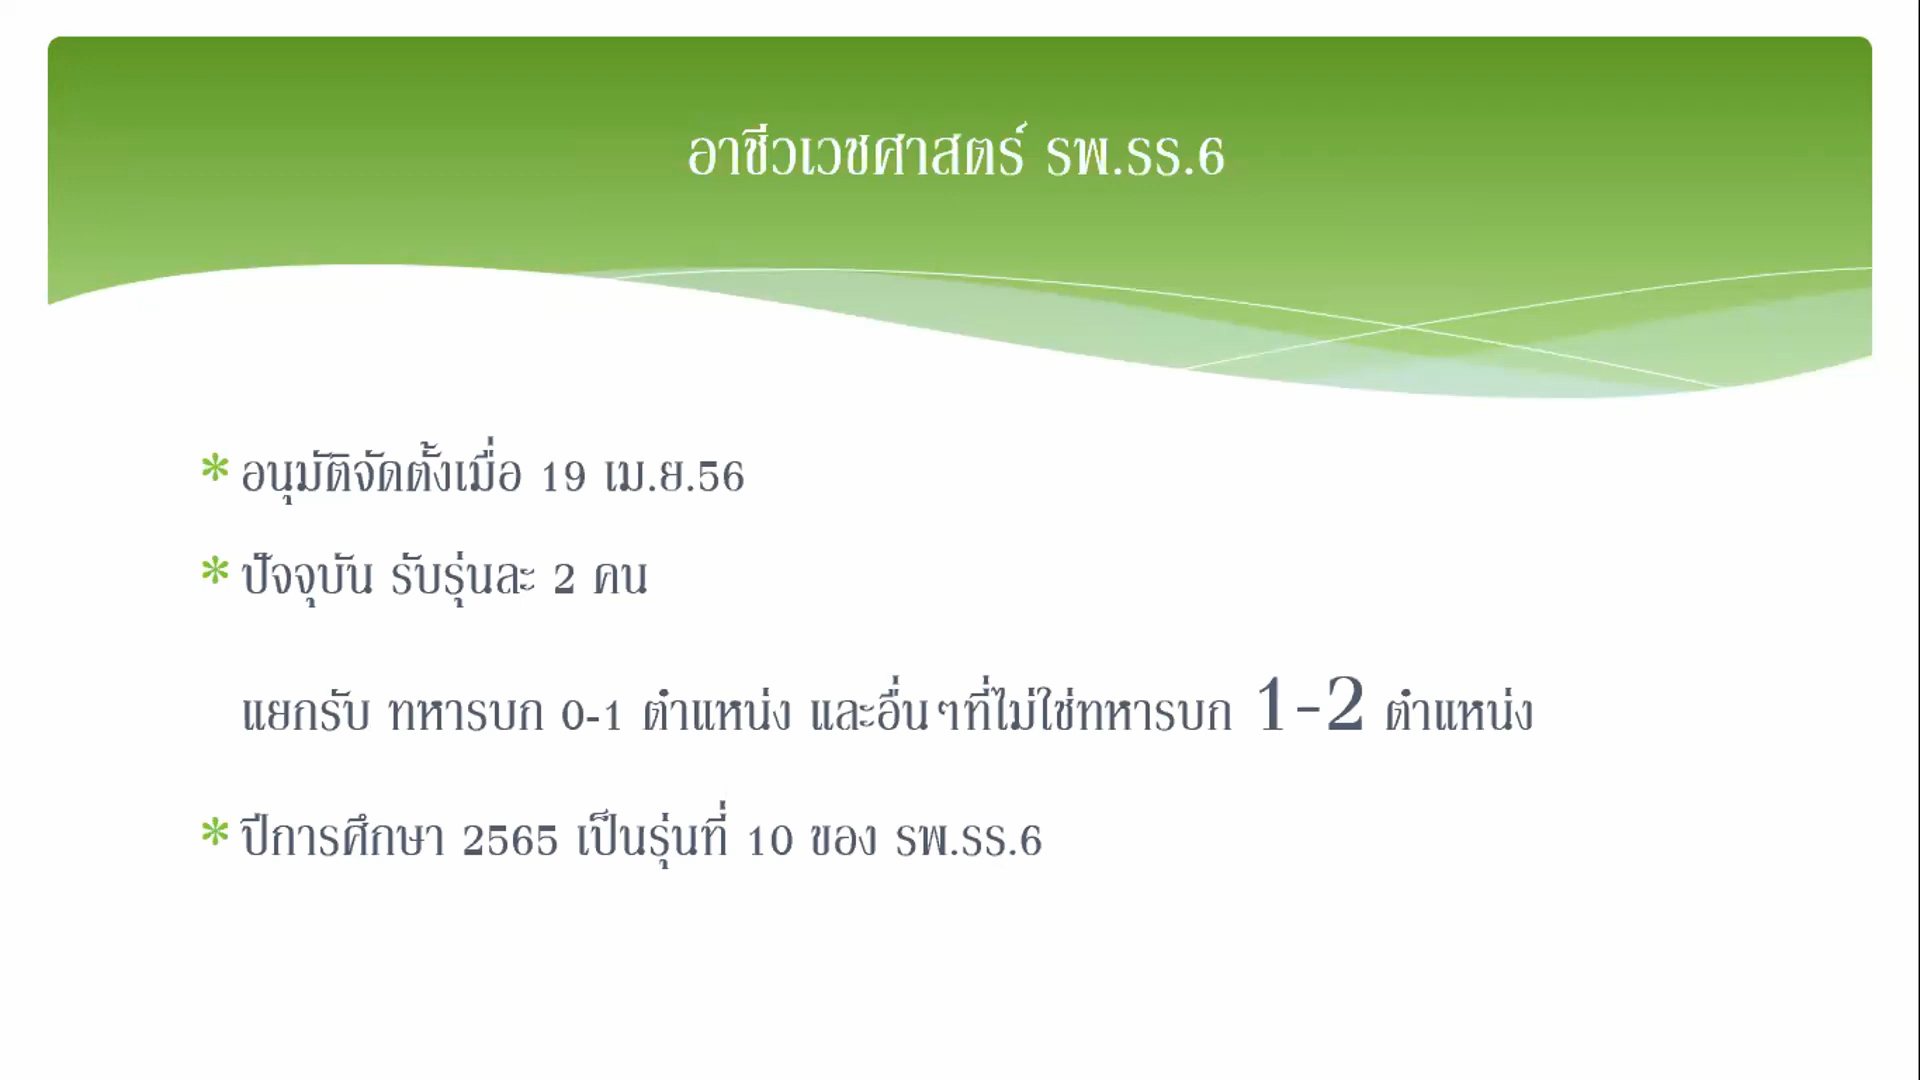 อาชีวเวชศาสตร์ รพ.รร.6
* อนุมัติจัดตั้งเมื่อ 19 เม.ย.56
* ปัจจุบัน รับรุ่นละ 2 คน
แยกรับ ทหารบก 0-1 ตำแหน่ง และอื่นๆที่ไม่ใช่ทหารบก 1-2 ตำแหน่ง
* ปีการศึกษา 2565 เป็นรุ่นที่ 10 ของ รพ.รร.6